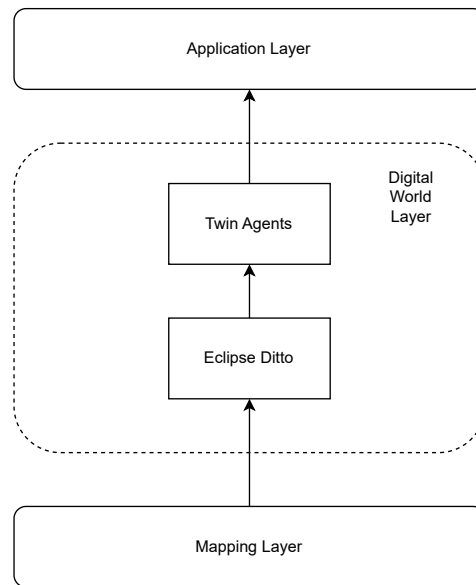 Application Layer
Digital
World
Layer
Twin Agents
Eclipse Ditto
Mapping Layer